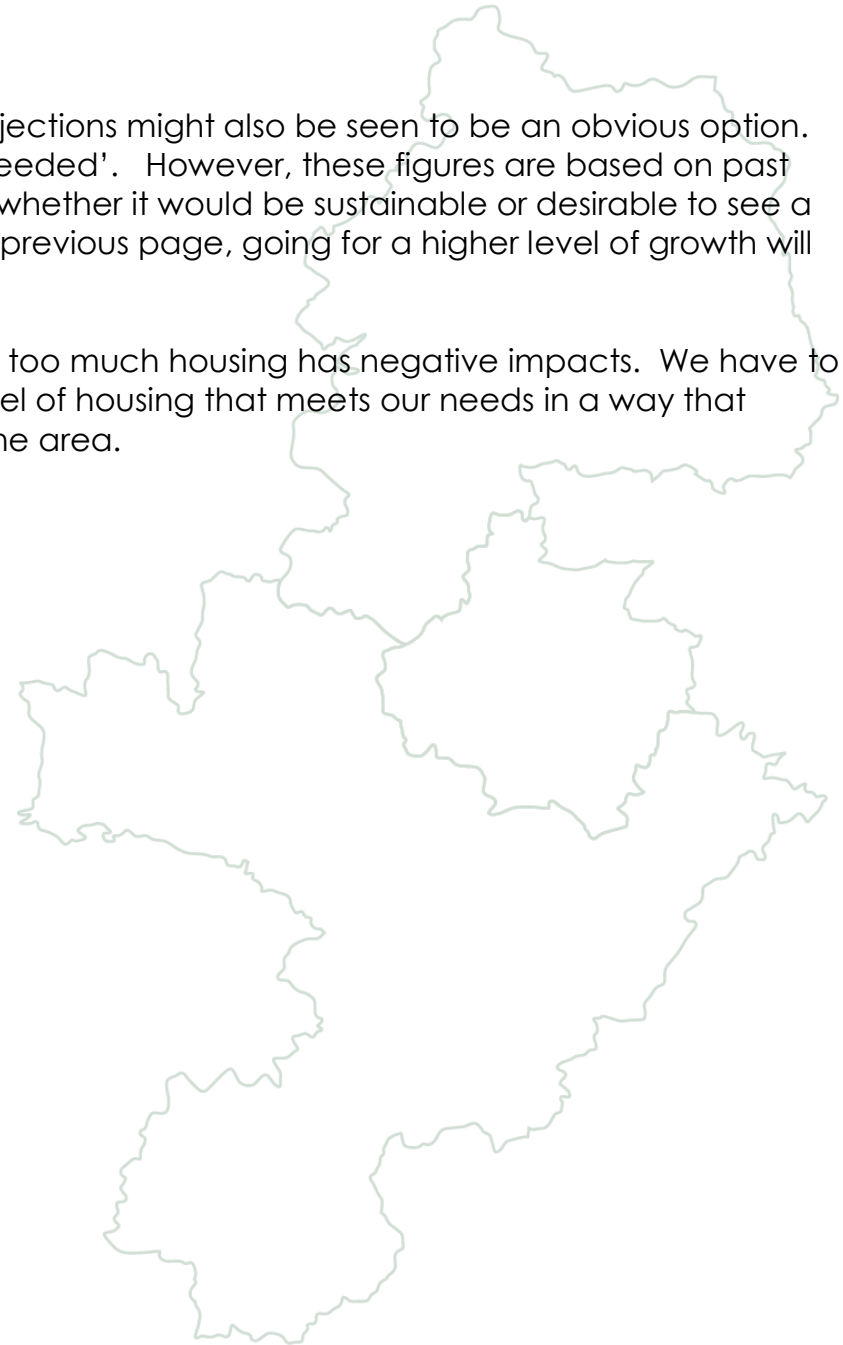 jections might also be seen to be an obvious option.
eeded'. However, these figures are based on past
whether it would be sustainable or desirable to see a
previous page, going for a higher level of growth will
too much housing has negative impacts. We have to
el of housing that meets our needs in a way that
he area.